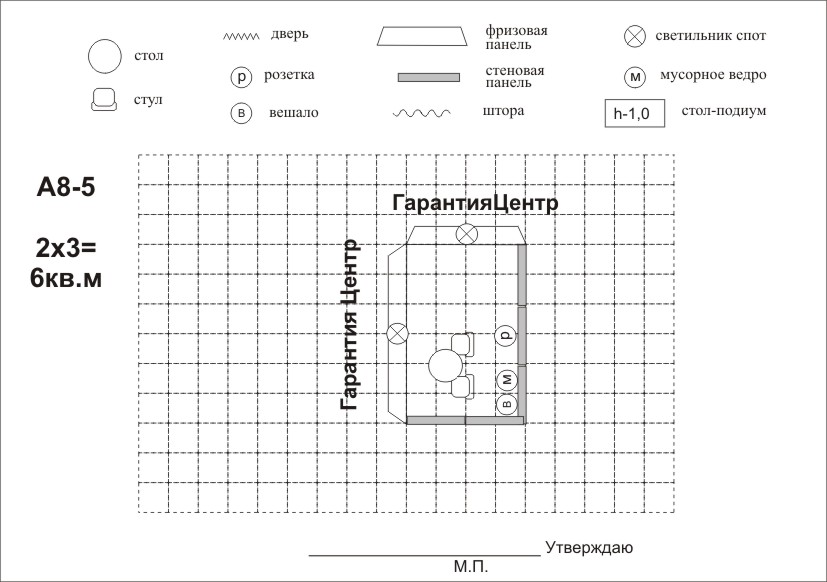 стол
стул
дверь
р розетка
в вешало
фризовая
панель
стеновая
панель
штора
светильник спот
м мусорное ведро
h-1,0 стол-подиум
А8-5
2х3=
6кв.м
ГарантияЦентр
Гарантия Центр
р
м
в
Утверждаю
М.П.